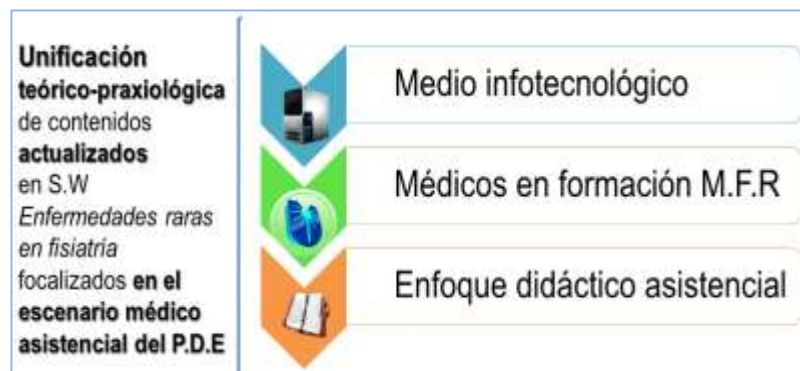 Unificación
teórico-praxiológica
de contenidos
actualizados
en S.W
Enfermedades raras
en fisiatría
focalizados en el
escenario médico
asistencial del P.D.E
Medio infotecnológico
Médicos en formación M.F.R
Enfoque didáctico asistencial